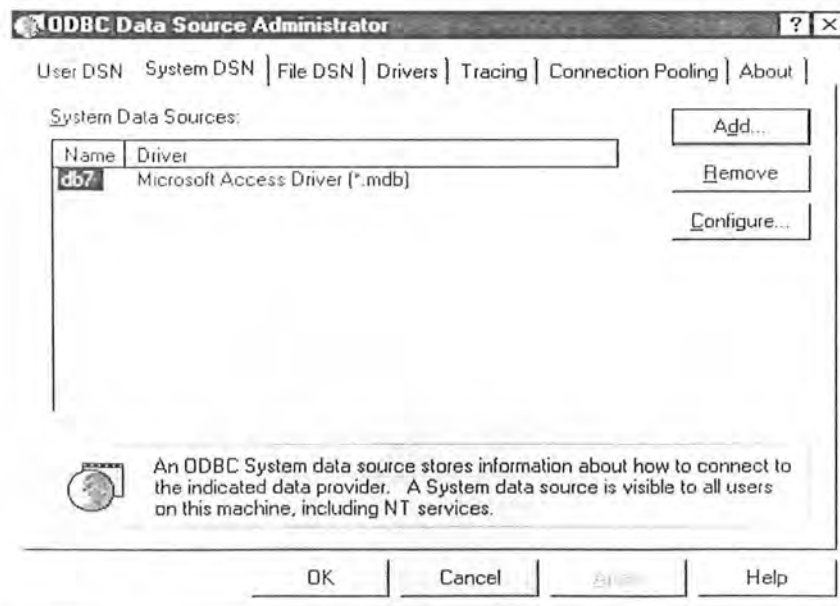 ODBC Data Source Administrator
User DSN System DSN File DSN Drivers Tracing Connection Pooling About
System Data Sources:
Add...
Name Driver
db7 Microsoft Access Driver (*.mdb)
Remove
Configure...
An ODBC System data source stores information about how to connect to
the indicated data provider. A System data source is visible to all users
on this machine, including NT services.
OK Cancel Help